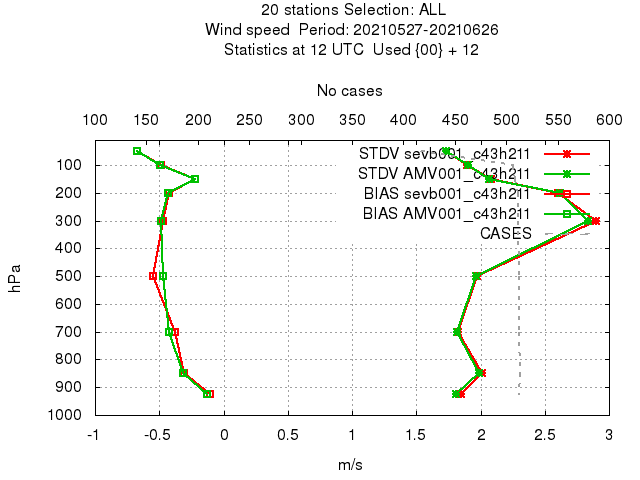 20 stations Selection: ALL
Wind speed Period: 20210527-20210626
Statistics at 12 UTC Used {00} + 12
No cases
100 150 200 250 300 350 400 450 500 550 600
STDV sevb001_c43h211
STDV AMV001_c43h211
BIAS sevb001_c43h211
BIAS AMV001_c43h211
CASES
100
200
300
400
500
600
700
800
900
1000
hPa
-1 -0.5 0 0.5 1 1.5 2 2.5 3
m/s